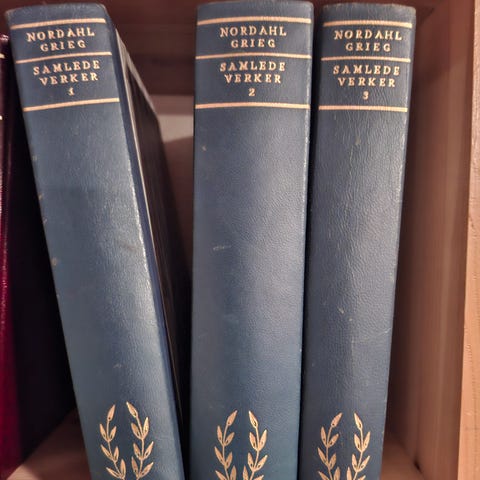 NORDAHL
GRIEG
SAMLEDE
VERKER
1
NORDAHL
GRIEG
SAMLEDE
VERKER
2
NORDAHL
GRIEG
SAMLEDE
VERKER
3